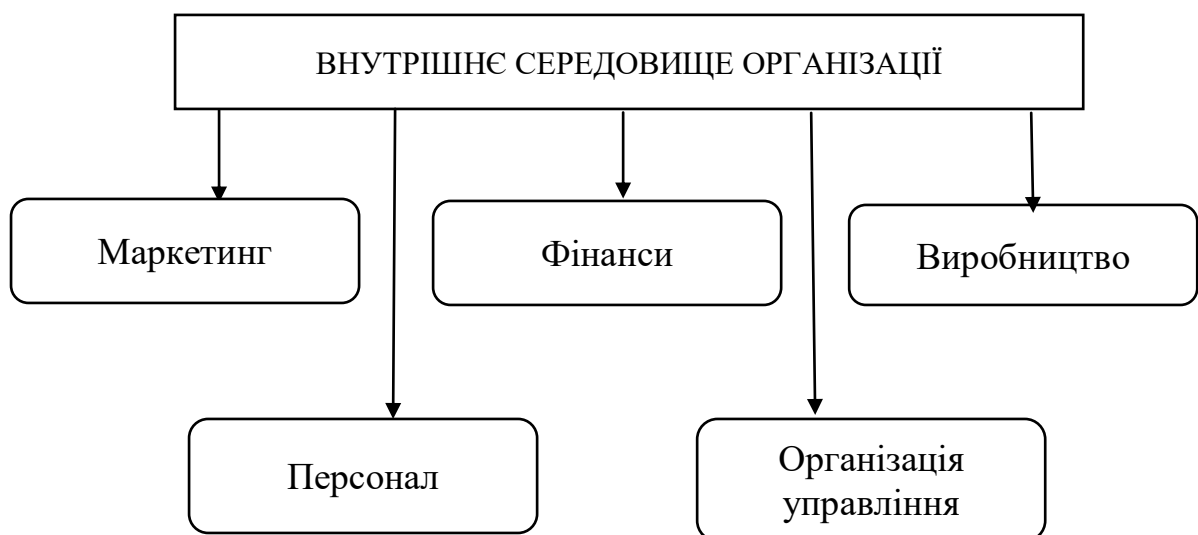 ВНУТРІШНЄ СЕРЕДОВИЩЕ ОРГАНІЗАЦІЇ
Маркетинг
Фінанси
Виробництво
Персонал
Організація
управління